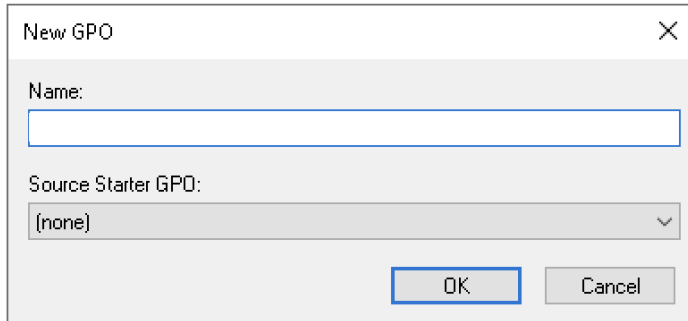 New GPO
Name:
Source Starter GPO:
(none)
OK Cancel